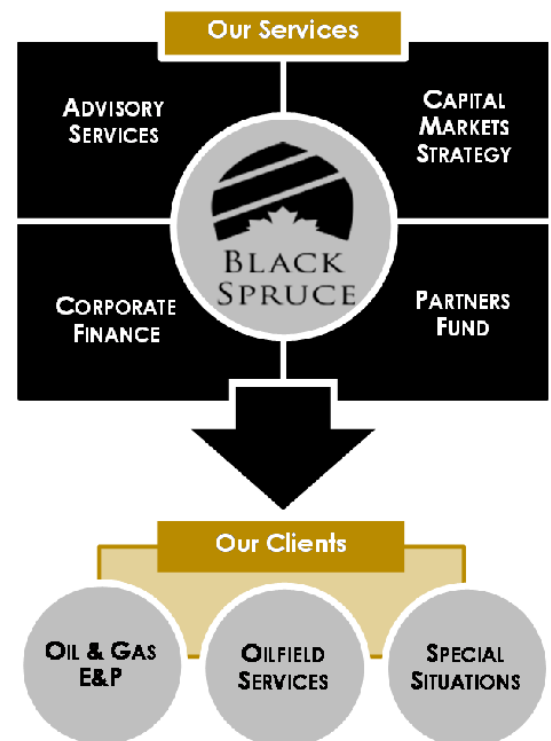 Our Services
ADVISORY
SERVICES
CAPITAL
MARKETS
STRATEGY
BLACK
SPRUCE
CORPORATE
FINANCE
PARTNERS
FUND
Our Clients
OIL & GAS
E&P
OILFIELD
SERVICES
SPECIAL
SITUATIONS